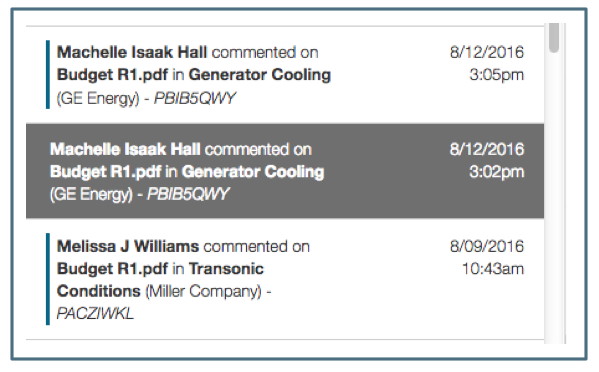 Machelle Isaak Hall commented on 8/12/2016
Budget R1.pdf in Generator Cooling 3:05pm
(GE Energy) - PBIB5QWY
Machelle Isaak Hall commented on 8/12/2016
Budget R1.pdf in Generator Cooling 3:02pm
(GE Energy) - PBIB5QWY
Melissa J Williams commented on 8/09/2016
Budget R1.pdf in Transonic 10:43am
Conditions (Miller Company) -
PACZIWKL